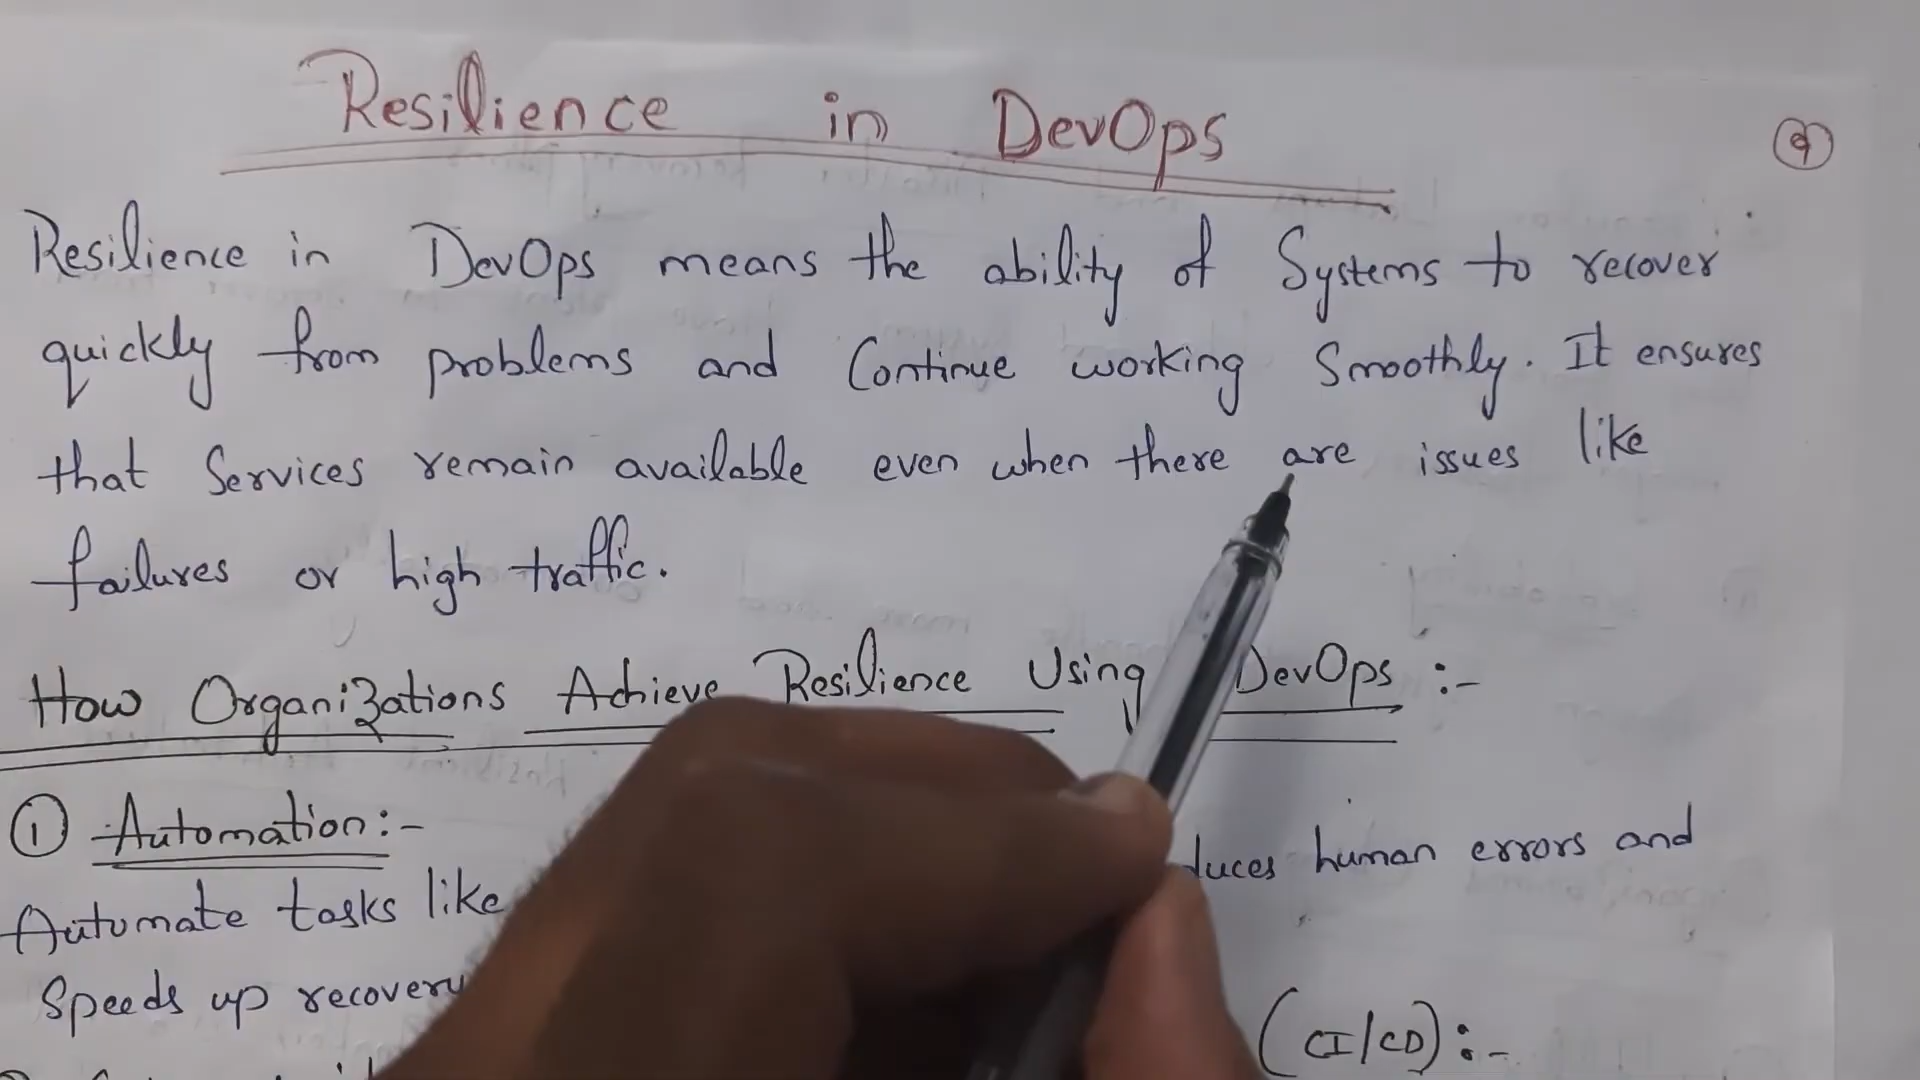 Resilience in DevOps
9
Resilience in DevOps means the ability of Systems to recover
quickly from problems and Continue working Smoothly. It ensures
that Services remain available even when there are issues like
failures or high traffic.
How Organizations Achieve Resilience Using DevOps :-
① Automation:-
Automate tasks like duces human errors and
Speeds up recovery
(CI/CD):-